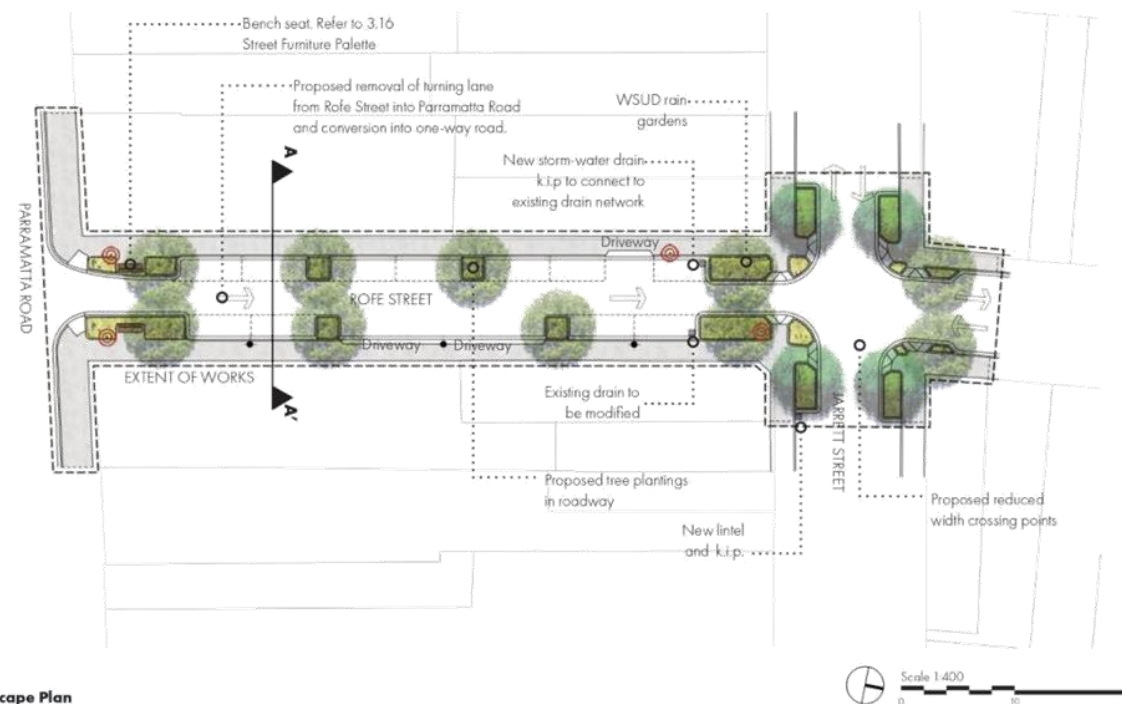 Bench seat. Refer to 3.16
Street Furniture Palette
Proposed removal of turning lane
from Rofe Street into Parramatta Road
and conversion into one-way road.
WSUD rain
gardens
New storm-water drain
k.i.p to connect to
existing drain network
A
Driveway
PARRAMATTA ROAD
ROFE STREET
Driveway
Driveway
EXTENT OF WORKS
A'
Existing drain to
be modified
JARRETT STREET
Proposed tree plantings
in roadway
Proposed reduced
width crossing points
New lintel
and k.i.p.
cape Plan
Scale 1:400
0
10